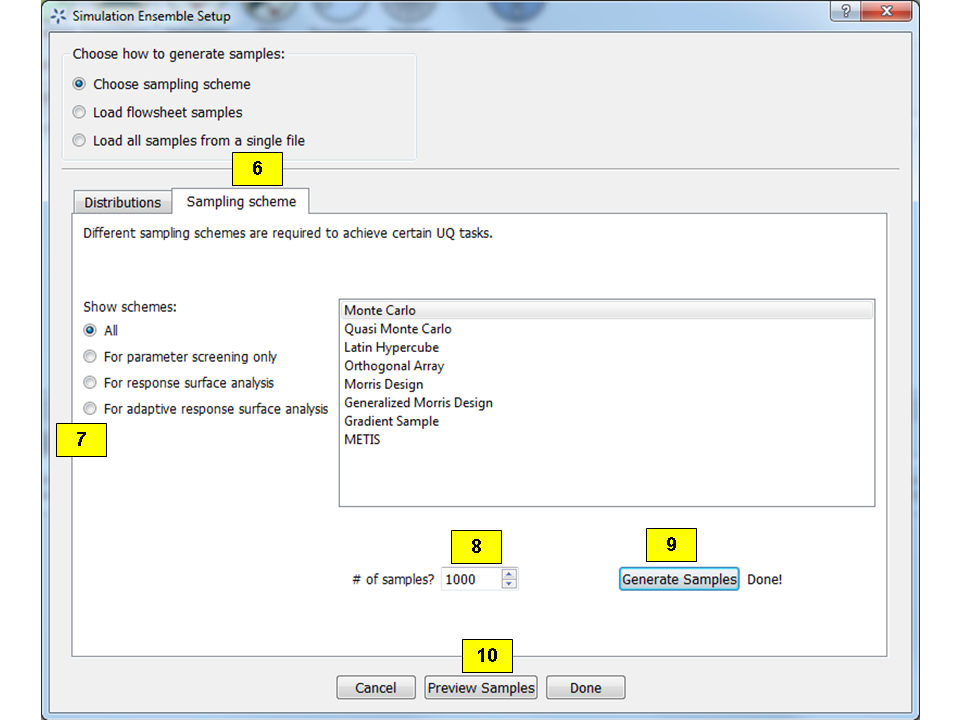 Simulation Ensemble Setup
?
Choose how to generate samples:
Choose sampling scheme
Load flowsheet samples
Load all samples from a single file
6
Distributions
Sampling scheme
Different sampling schemes are required to achieve certain UQ tasks.
Show schemes:
All
For parameter screening only
For response surface analysis
For adaptive response surface analysis
7
Monte Carlo
Quasi Monte Carlo
Latin Hypercube
Orthogonal Array
Morris Design
Generalized Morris Design
Gradient Sample
METIS
8
9
# of samples? 1000
Generate Samples Done!
10
Cancel
Preview Samples
Done